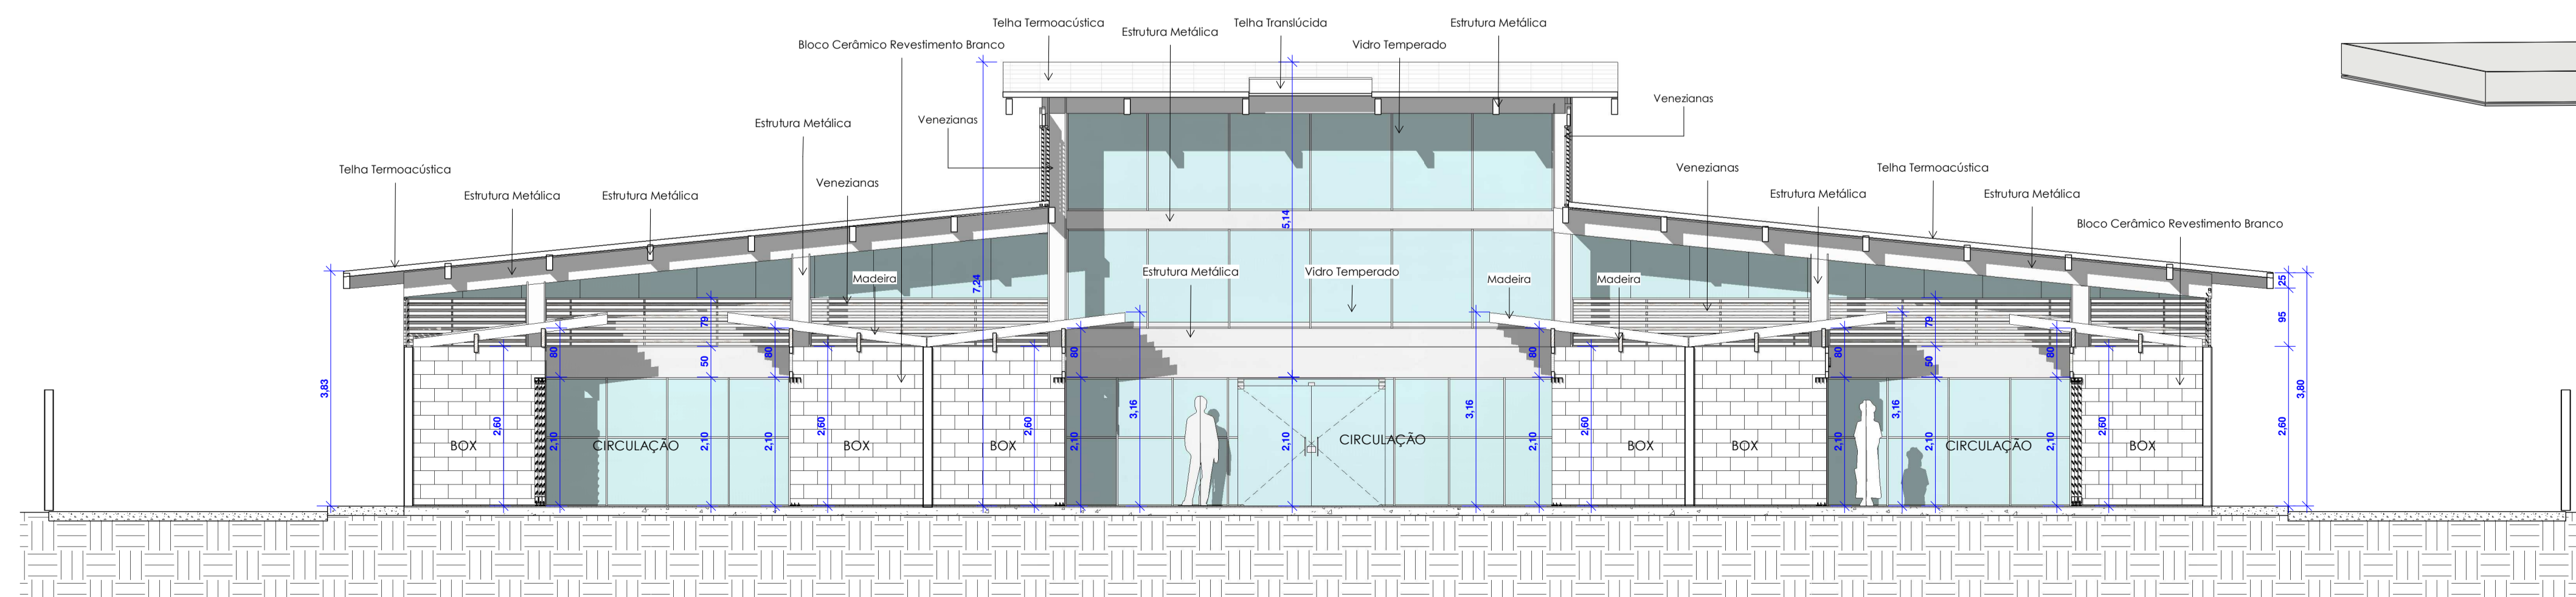 Telha Termoacústica
Estrutura Metálica
Telha Translúcida
Estrutura Metálica
Bloco Cerâmico Revestimento Branco
Vidro Temperado
Venezianas
Venezianas
Estrutura Metálica
Telha Termoacústica
Estrutura Metálica
Estrutura Metálica
Venezianas
Venezianas
Telha Termoacústica
Estrutura Metálica
Estrutura Metálica
Bloco Cerâmico Revestimento Branco
Madeira
Estrutura Metálica
Vidro Temperado
Madeira
Madeira
7,24
5,14
3,83
79
80
50
80
80
80
80
79
50
80
25
95
3,80
2,60
2,10
2,10
2,10
2,60
2,60
2,10
3,16
2,10
3,16
2,10
2,60
2,10
3,16
2,10
2,10
2,60
2,60
BOX
CIRCULAÇÃO
BOX
BOX
CIRCULAÇÃO
BOX
BOX
CIRCULAÇÃO
BOX